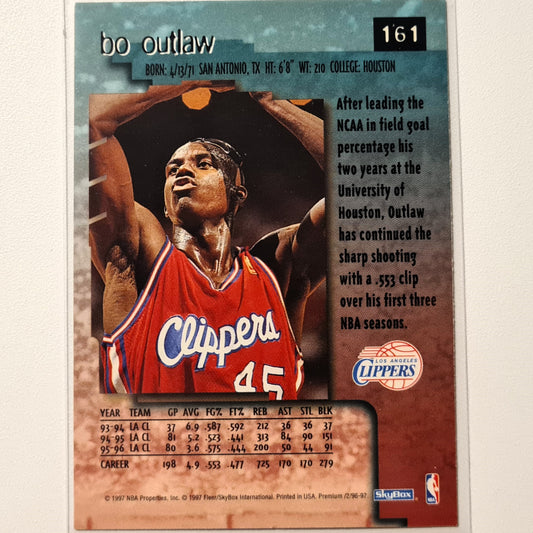 bo outlaw
161
BORN: 4/13/71 SAN ANTONIO, TX HT: 6'8" WT: 210 COLLEGE: HOUSTON
After leading the
NCAA in field goal
percentage his
two years at the
University of
Houston, Outlaw
has continued the
sharp shooting
with a .553 clip
over his first three
NBA seasons.
Clippers
45
LOS ANGELES
CLIPPERS
YEAR TEAM GP AVG FG% FT% REB AST STL BLK
93-94 LA CL 37 6.9 .587 .592 212 36 36 37
94-95 LA CL 81 5.2 .523 .441 313 84 90 151
95-96 LA CL 80 3.6 .575 .444 200 50 44 91
CAREER 198 4.9 .553 .477 725 170 170 279
© 1997 NBA Properties, Inc. © 1997 Fleer/SkyBox International. Printed in USA. Premium /2/96-97.
SkyBox
NBA